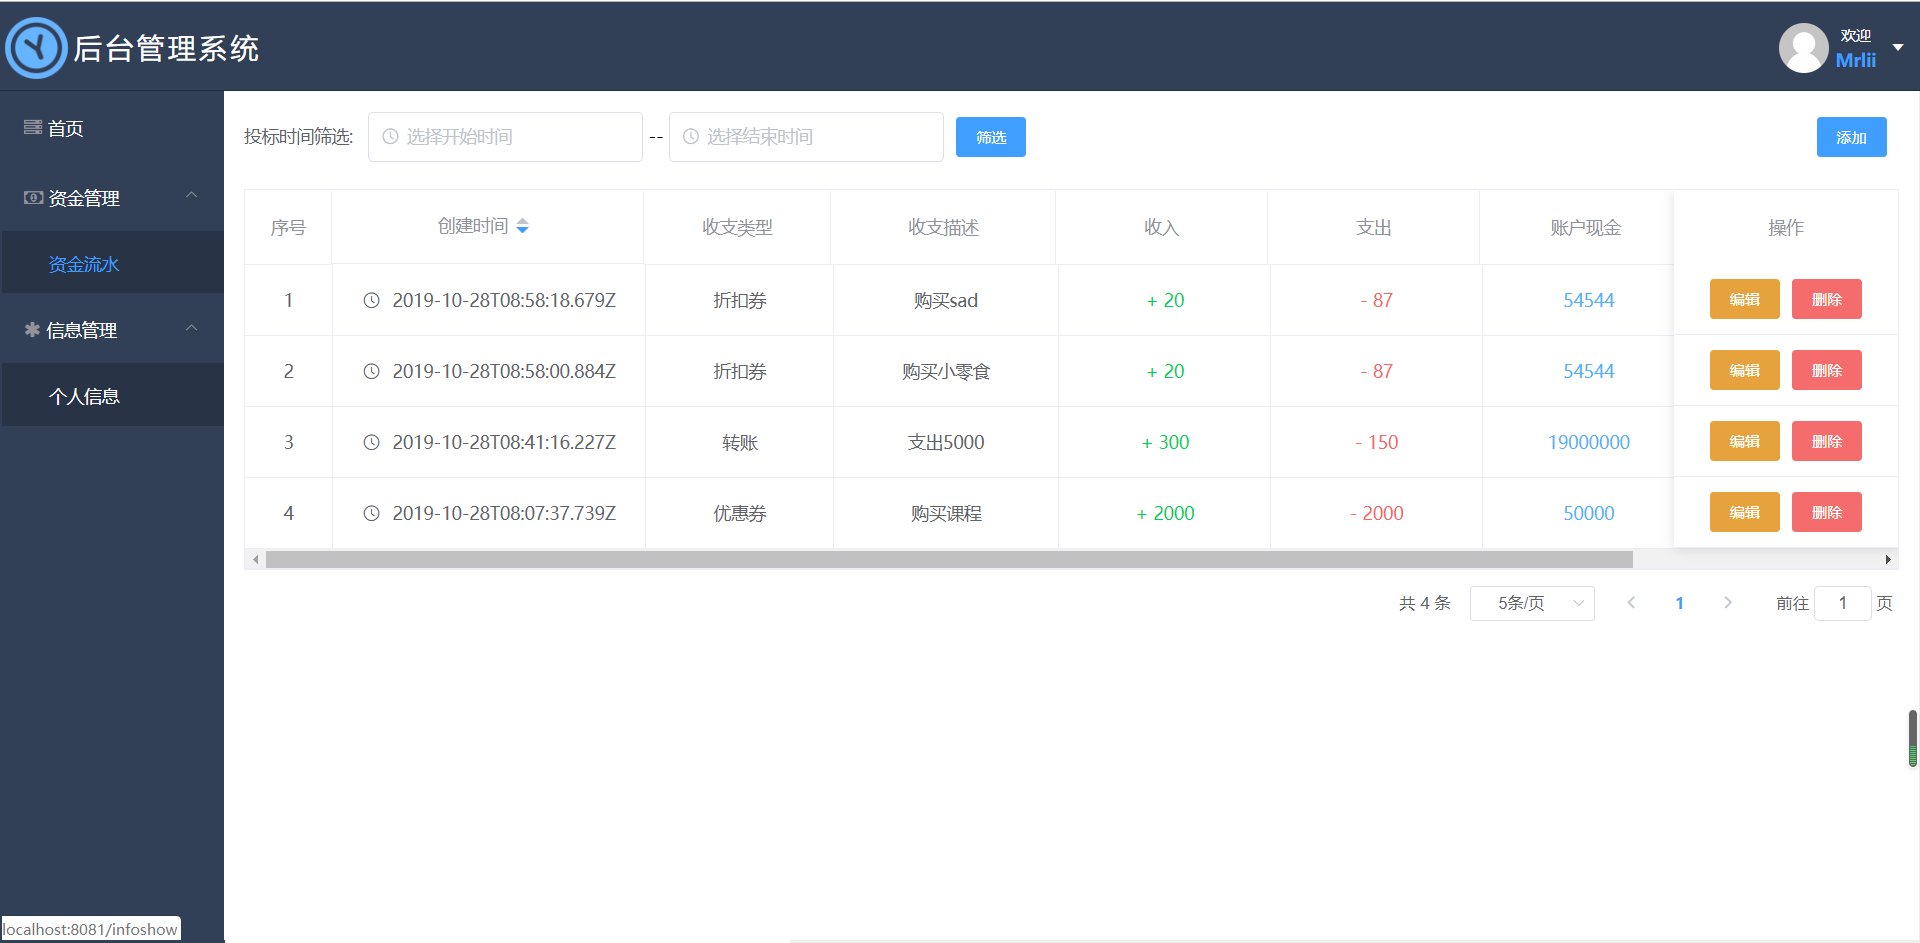 后台管理系统
欢迎
Mrlii
首页
资金管理
资金流水
信息管理
个人信息
投标时间筛选: 选择开始时间 -- 选择结束时间 筛选 添加
序号 创建时间 收支类型 收支描述 收入 支出 账户现金 操作
1 2019-10-28T08:58:18.679Z 折扣券 购买sad + 20 - 87 54544 编辑 删除
2 2019-10-28T08:58:00.884Z 折扣券 购买小零食 + 20 - 87 54544 编辑 删除
3 2019-10-28T08:41:16.227Z 转账 支出5000 + 300 - 150 19000000 编辑 删除
4 2019-10-28T08:07:37.739Z 优惠券 购买课程 + 2000 - 2000 50000 编辑 删除
共 4 条 5条/页 1 前往 1 页
localhost:8081/infoshow